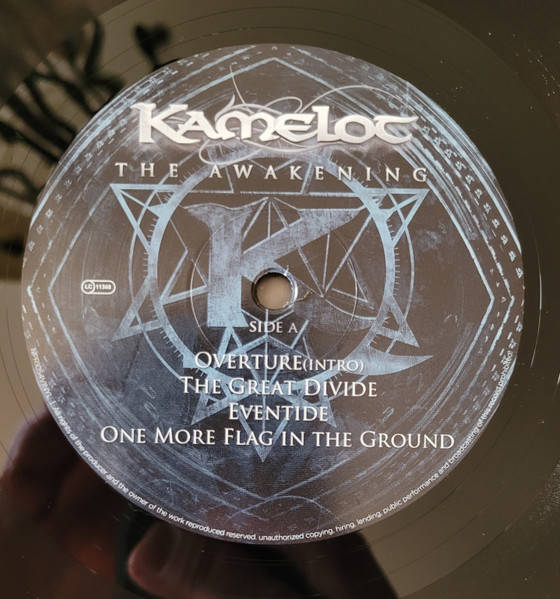 KAMELOT
THE AWAKENING
LC 11368
SIDE A
OVERTURE(INTRO)
THE GREAT DIVIDE
EVENTIDE
ONE MORE FLAG IN THE GROUND
All rights of the producer and the owner of the work reproduced reserved. unauthorized copying, hiring, lending, public performance and broadcasting of this record prohibited